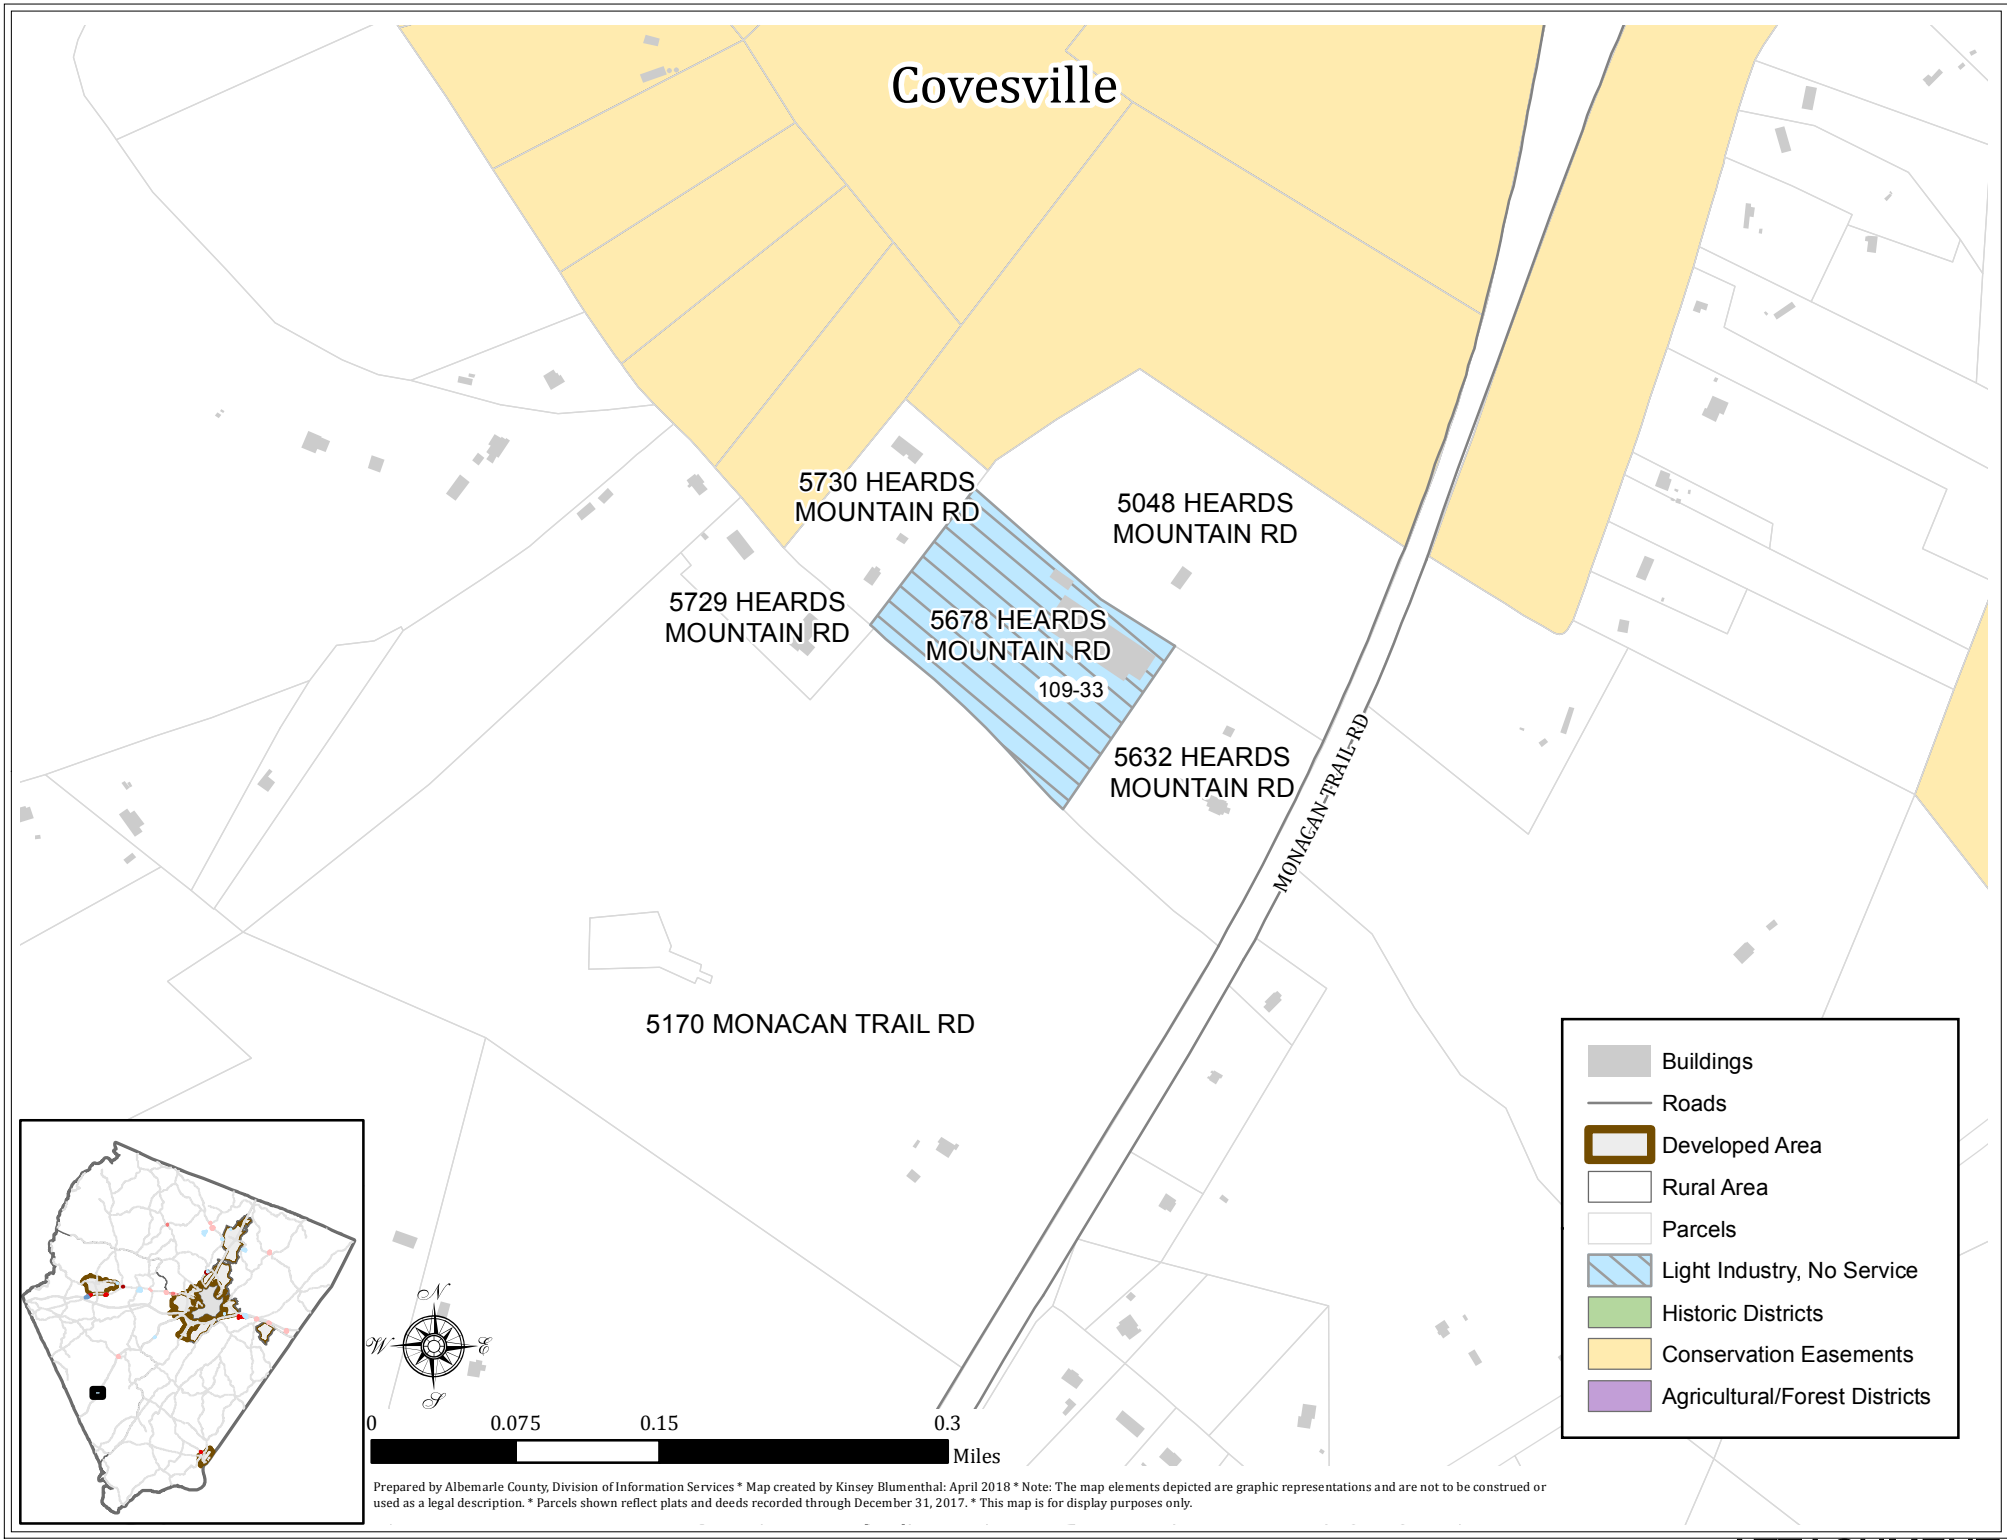 Covesville
5730 HEARDS
MOUNTAIN RD
5048 HEARDS
MOUNTAIN RD
5729 HEARDS
MOUNTAIN RD
5678 HEARDS
MOUNTAIN RD
109-33
5632 HEARDS
MOUNTAIN RD
MONACAN-TRAIL-RD
5170 MONACAN TRAIL RD
Buildings
Roads
Developed Area
Rural Area
Parcels
Light Industry, No Service
Historic Districts
Conservation Easements
Agricultural/Forest Districts
N
W
E
S
0 0.075 0.15 0.3
Miles
Prepared by Albemarle County, Division of Information Services * Map created by Kinsey Blumenthal: April 2018 * Note: The map elements depicted are graphic representations and are not to be construed or
used as a legal description. * Parcels shown reflect plats and deeds recorded through December 31, 2017. * This map is for display purposes only.